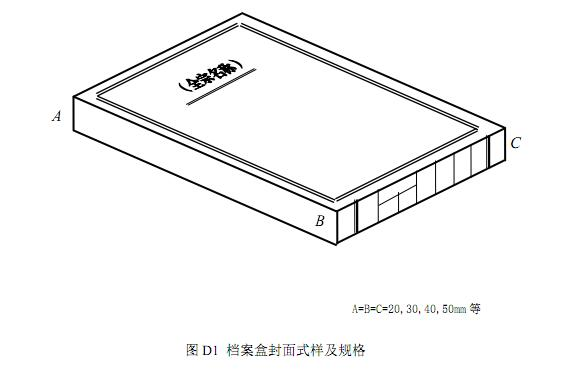 （全宗名称）
A
C
B
A=B=C=20,30,40,50mm 等
图 D1 档案盒封面式样及规格